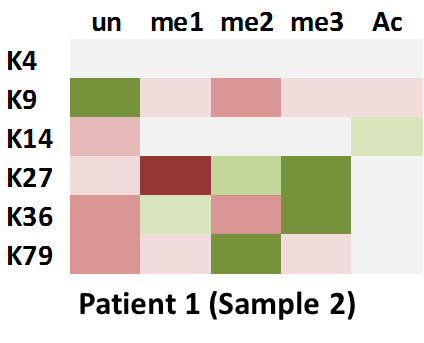 un me1 me2 me3 Ac
K4
K9
K14
K27
K36
K79
Patient 1 (Sample 2)